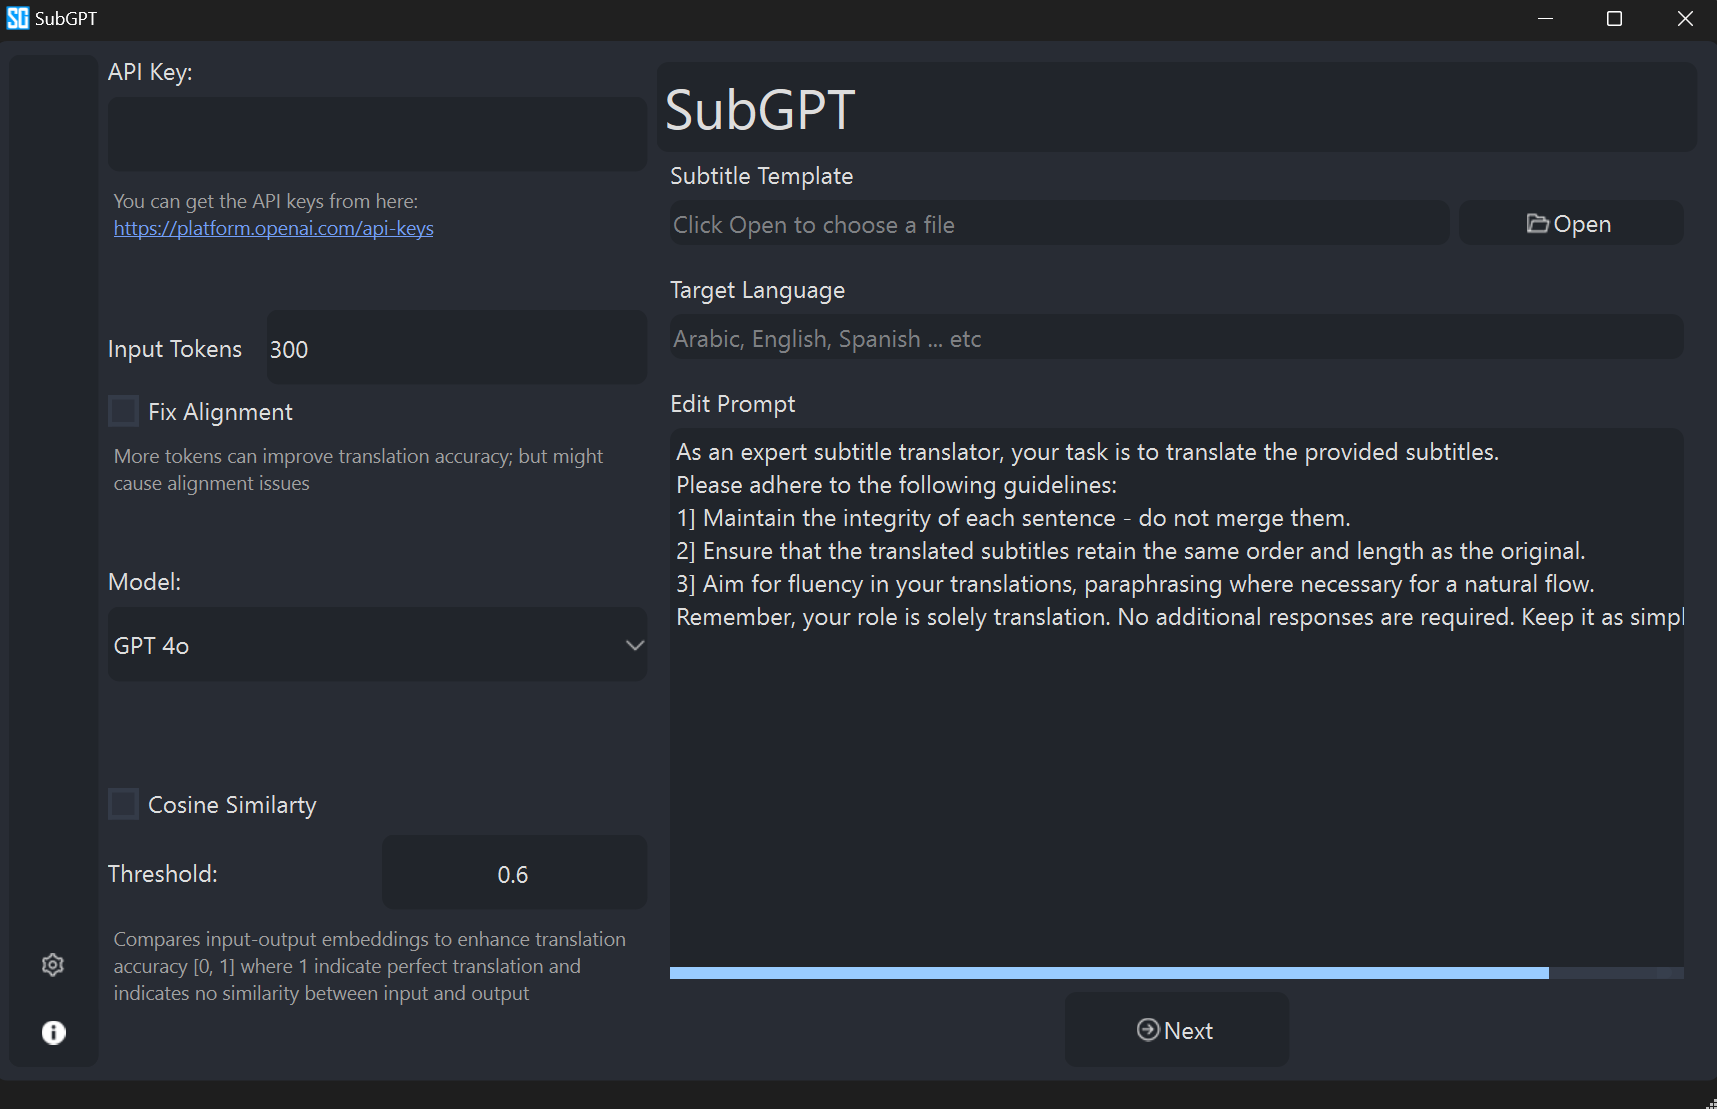 SG SubGPT
API Key:
You can get the API keys from here:
https://platform.openai.com/api-keys
Input Tokens 300
Fix Alignment
More tokens can improve translation accuracy; but might
cause alignment issues
Model:
GPT 4o
Cosine Similarty
Threshold: 0.6
Compares input-output embeddings to enhance translation
accuracy [0, 1] where 1 indicate perfect translation and
indicates no similarity between input and output
SubGPT
Subtitle Template
Click Open to choose a file
Open
Target Language
Arabic, English, Spanish ... etc
Edit Prompt
As an expert subtitle translator, your task is to translate the provided subtitles.
Please adhere to the following guidelines:
1] Maintain the integrity of each sentence - do not merge them.
2] Ensure that the translated subtitles retain the same order and length as the original.
3] Aim for fluency in your translations, paraphrasing where necessary for a natural flow.
Remember, your role is solely translation. No additional responses are required. Keep it as simpl
Next